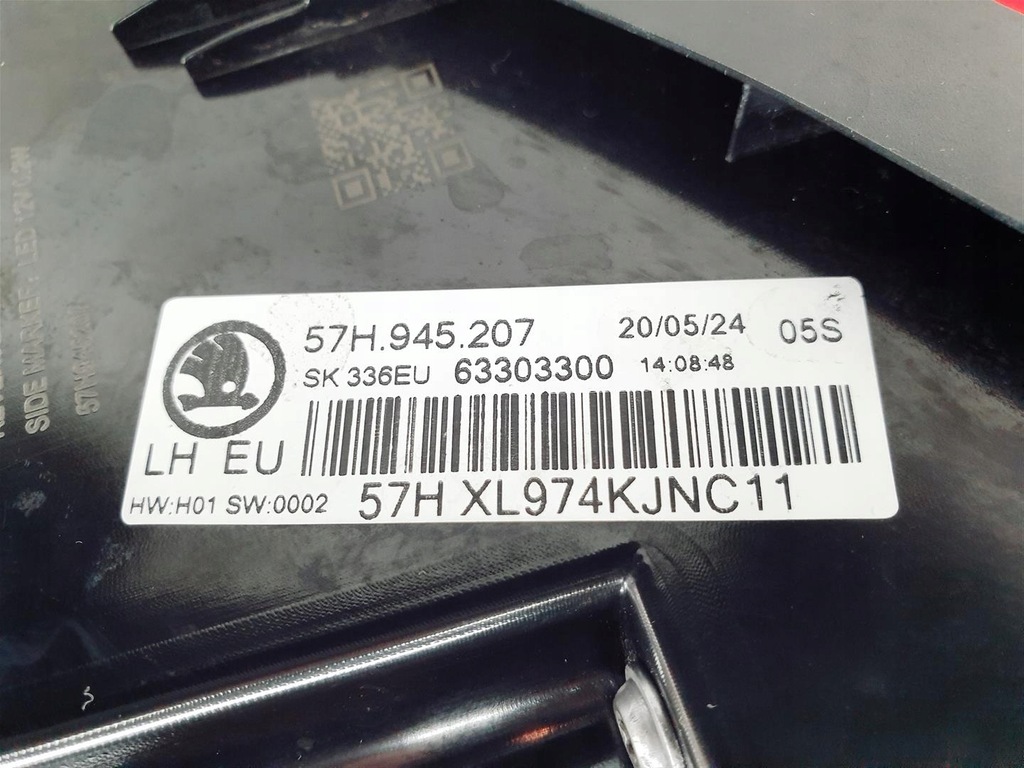 57H.945.207 20/05/24 05S
SK 336EU 63303300 14:08:48
LH EU
HW:H01 SW:0002 57H XL974KJNC11
SIDE MARKER: LED 12V